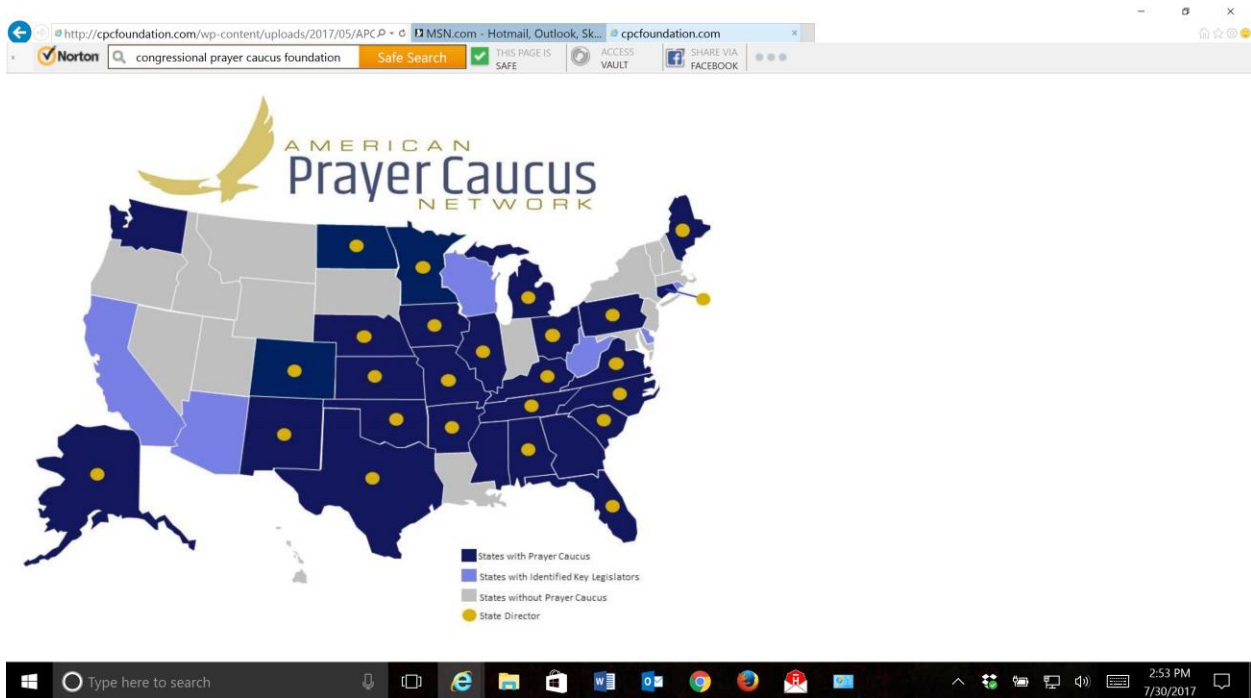 http://cpcfoundation.com/wp-content/uploads/2017/05/APC
MSN.com - Hotmail, Outlook, Sk...
cpcfoundation.com
Norton
congressional prayer caucus foundation
Safe Search
THIS PAGE IS
SAFE
ACCESS
VAULT
SHARE VIA
FACEBOOK
AMERICAN
Prayer Caucus
NETWORK
States with Prayer Caucus
States with Identified Key Legislators
States without Prayer Caucus
State Director
Type here to search
2:53 PM
7/30/2017